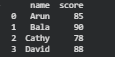 name score
0 Arun 85
1 Bala 90
2 Cathy 78
3 David 88